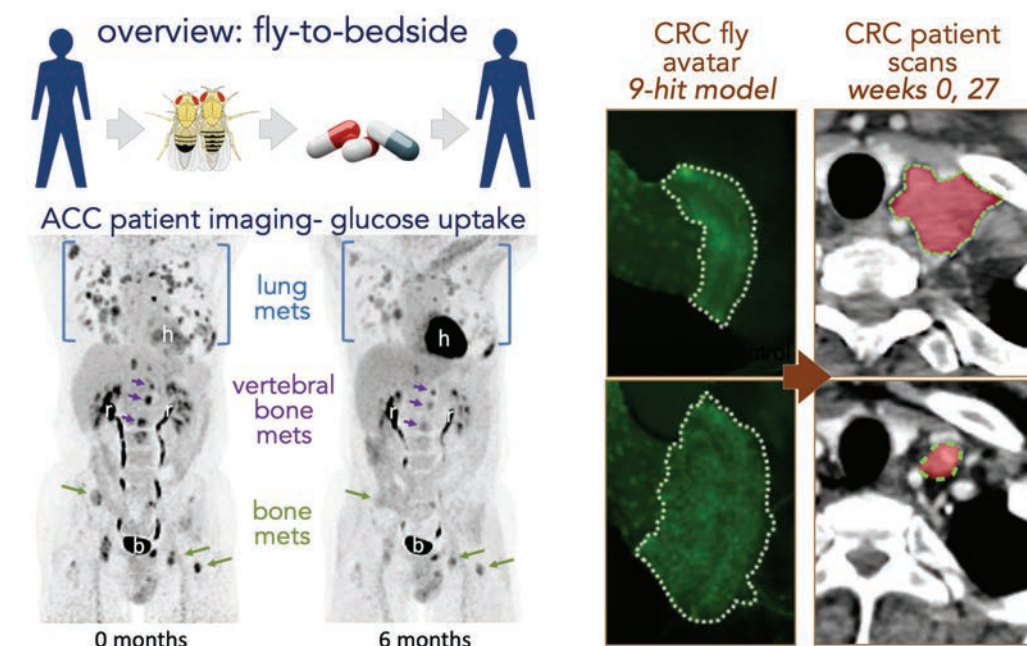 overview: fly-to-bedside
ACC patient imaging- glucose uptake
lung
mets
h
h
vertebral
bone
mets
r
r
r
r
bone
mets
b
b
0 months
6 months
CRC fly
avatar
9-hit model
CRC patient
scans
weeks 0, 27